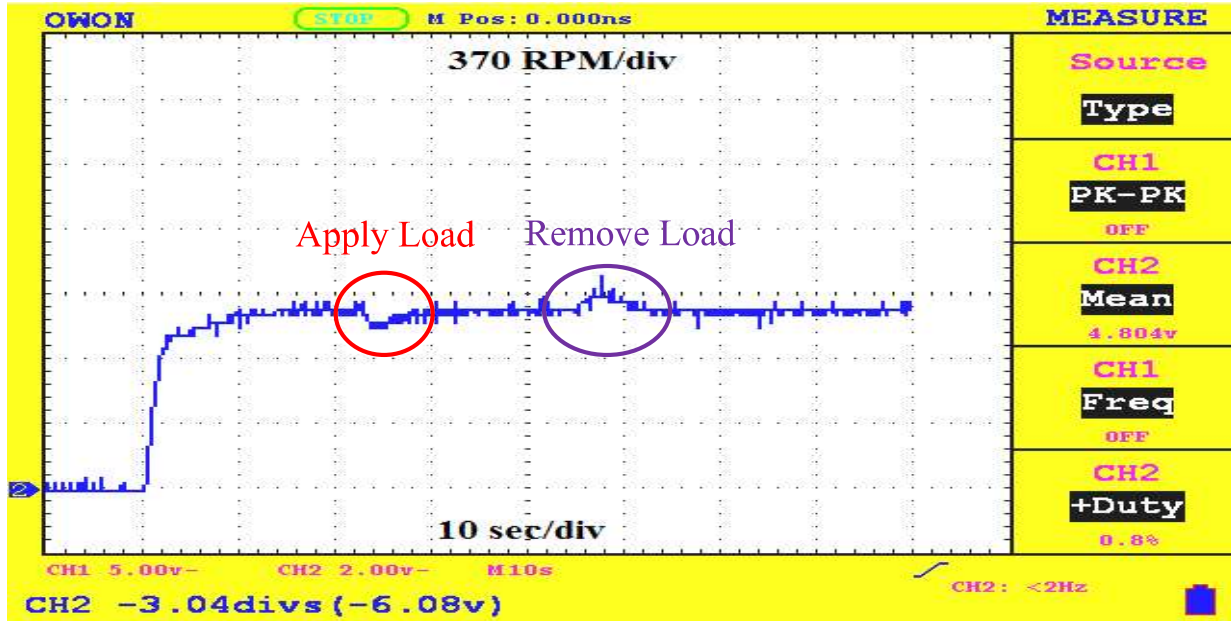 OWON STOP M Pos:0.000ns MEASURE
370 RPM/div
Source
Type
CH1
PK-PK
OFF
Apply Load Remove Load
CH2
Mean
4.804v
CH1
Freq
OFF
2
CH2
+Duty
0.8%
10 sec/div
CH1 5.00v- CH2 2.00v- M10s
CH2: <2Hz
CH2 -3.04divs(-6.08v)